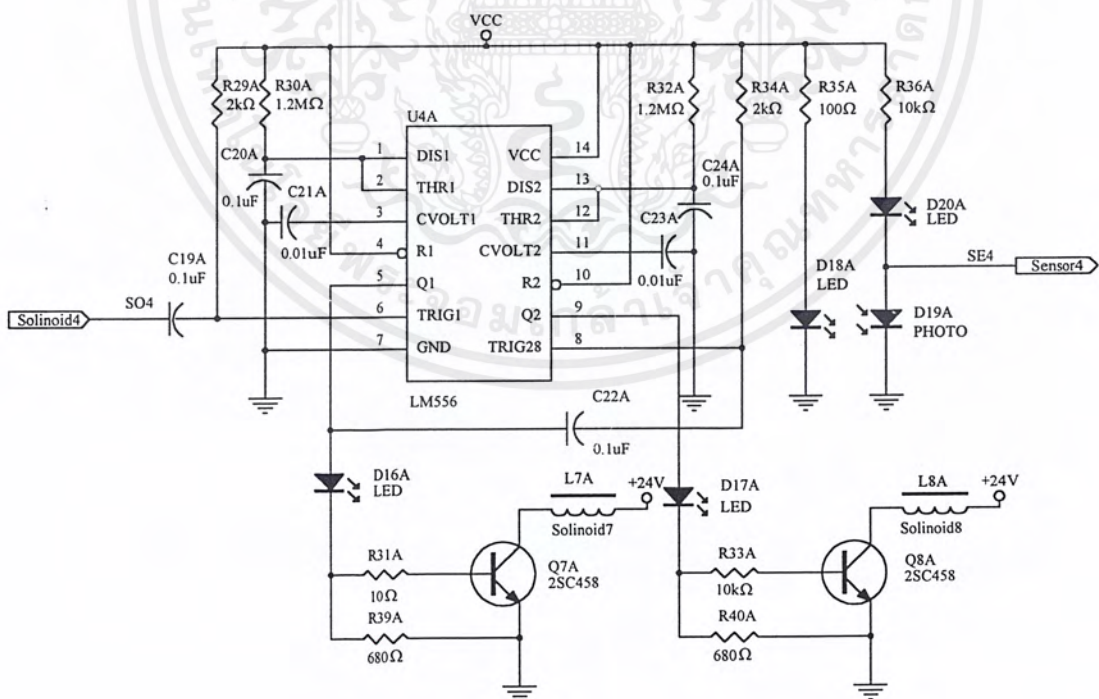 VCC
R29A
2kΩ
R30A
1.2MΩ
R32A
1.2MΩ
R34A
2kΩ
R35A
100Ω
R36A
10kΩ
U4A
C20A
0.1uF
C21A
0.01uF
C24A
0.1uF
C23A
0.01uF
1 DIS1
2 THR1
3 CVOLT1
4 R1
5 Q1
6 TRIG1
7 GND
VCC 14
DIS2 13
THR2 12
CVOLT2 11
R2 10
Q2 9
TRIG28 8
LM556
C19A
0.1uF
Solinoid4
SO4
D20A
LED
SE4
Sensor4
D18A
LED
D19A
PHOTO
C22A
0.1uF
D16A
LED
L7A
+24V
Solinoid7
D17A
LED
L8A
+24V
Solinoid8
R31A
10Ω
Q7A
2SC458
R39A
680Ω
R33A
10kΩ
Q8A
2SC458
R40A
680Ω